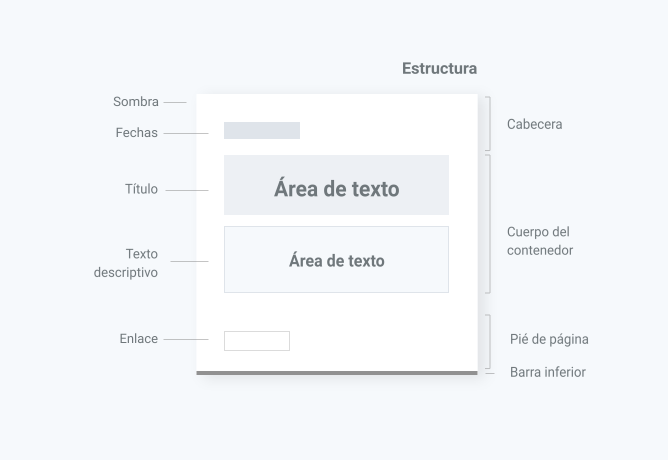 Estructura
Sombra
Fechas
Cabecera
Título
Área de texto
Cuerpo del
contenedor
Texto
descriptivo
Área de texto
Enlace
Pié de página
Barra inferior